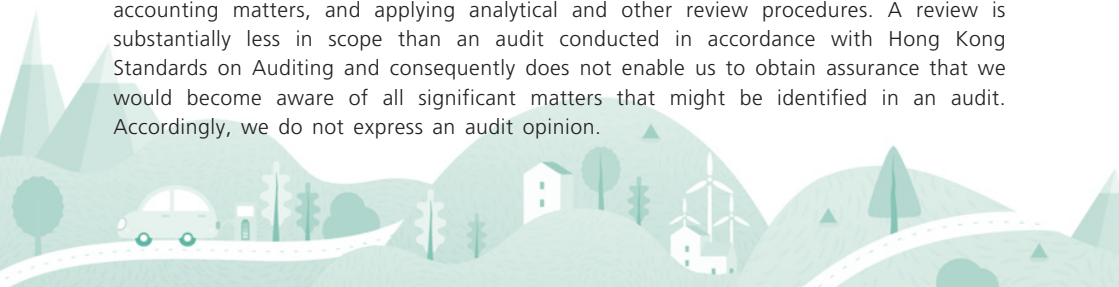 accounting matters, and applying analytical and other review procedures. A review is
substantially less in scope than an audit conducted in accordance with Hong Kong
Standards on Auditing and consequently does not enable us to obtain assurance that we
would become aware of all significant matters that might be identified in an audit.
Accordingly, we do not express an audit opinion.